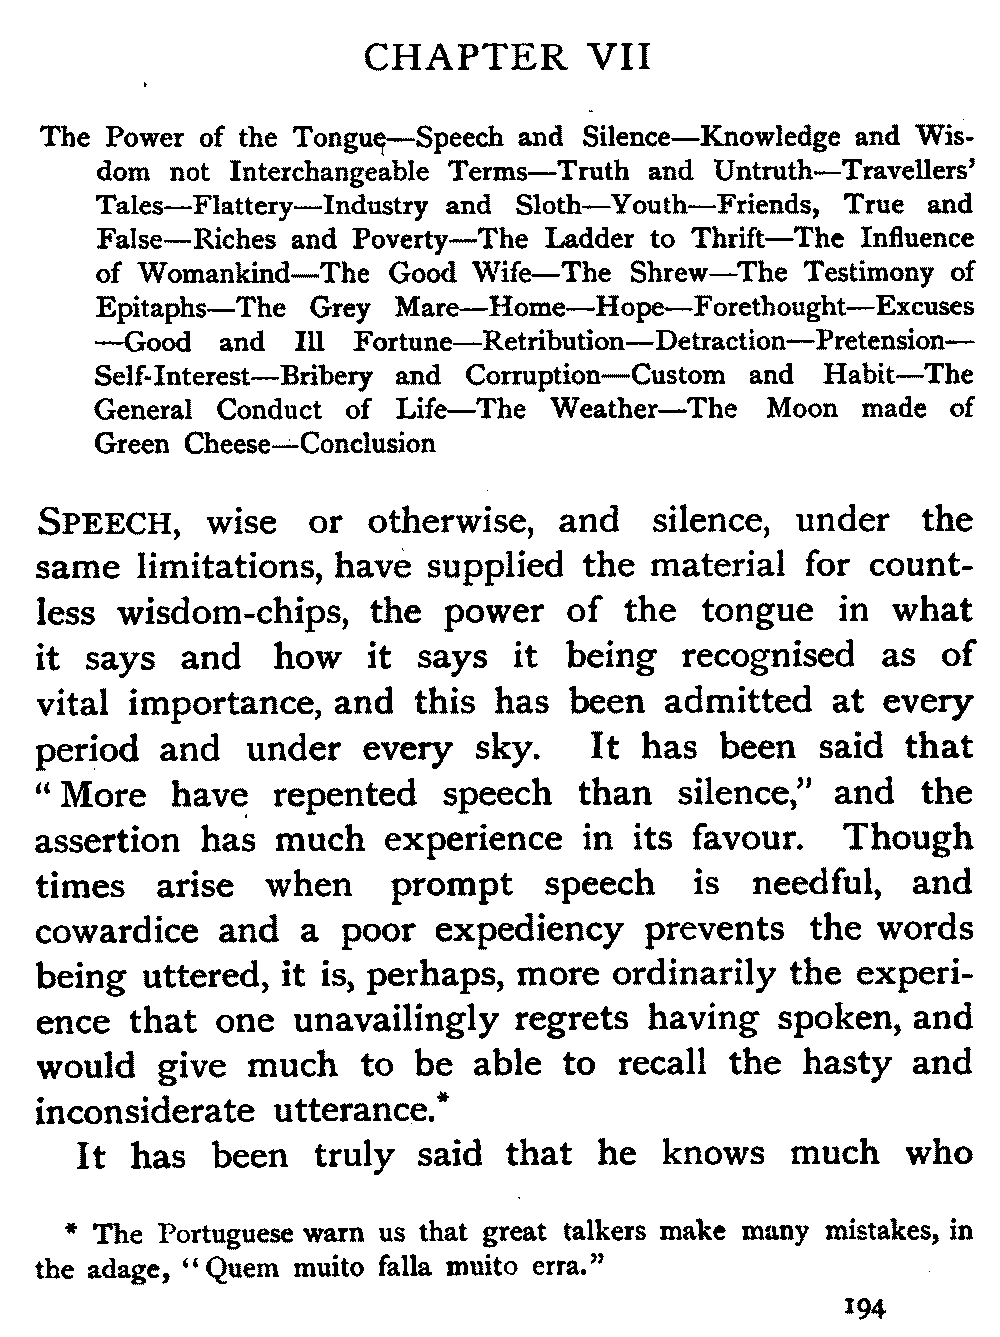 CHAPTER VII
The Power of the Tongue—Speech and Silence—Knowledge and Wis-
dom not Interchangeable Terms—Truth and Untruth—Travellers'
Tales—Flattery—Industry and Sloth—Youth—Friends, True and
False—Riches and Poverty—The Ladder to Thrift—The Influence
of Womankind—The Good Wife—The Shrew—The Testimony of
Epitaphs—The Grey Mare—Home—Hope—Forethought—Excuses
—Good and Ill Fortune—Retribution—Detraction—Pretension—
Self-Interest—Bribery and Corruption—Custom and Habit—The
General Conduct of Life—The Weather—The Moon made of
Green Cheese—Conclusion
SPEECH, wise or otherwise, and silence, under the
same limitations, have supplied the material for count-
less wisdom-chips, the power of the tongue in what
it says and how it says it being recognised as of
vital importance, and this has been admitted at every
period and under every sky. It has been said that
"More have repented speech than silence," and the
assertion has much experience in its favour. Though
times arise when prompt speech is needful, and
cowardice and a poor expediency prevents the words
being uttered, it is, perhaps, more ordinarily the experi-
ence that one unavailingly regrets having spoken, and
would give much to be able to recall the hasty and
inconsiderate utterance.*
It has been truly said that he knows much who
* The Portuguese warn us that great talkers make many mistakes, in
the adage, "Quem muito falla muito erra."
194